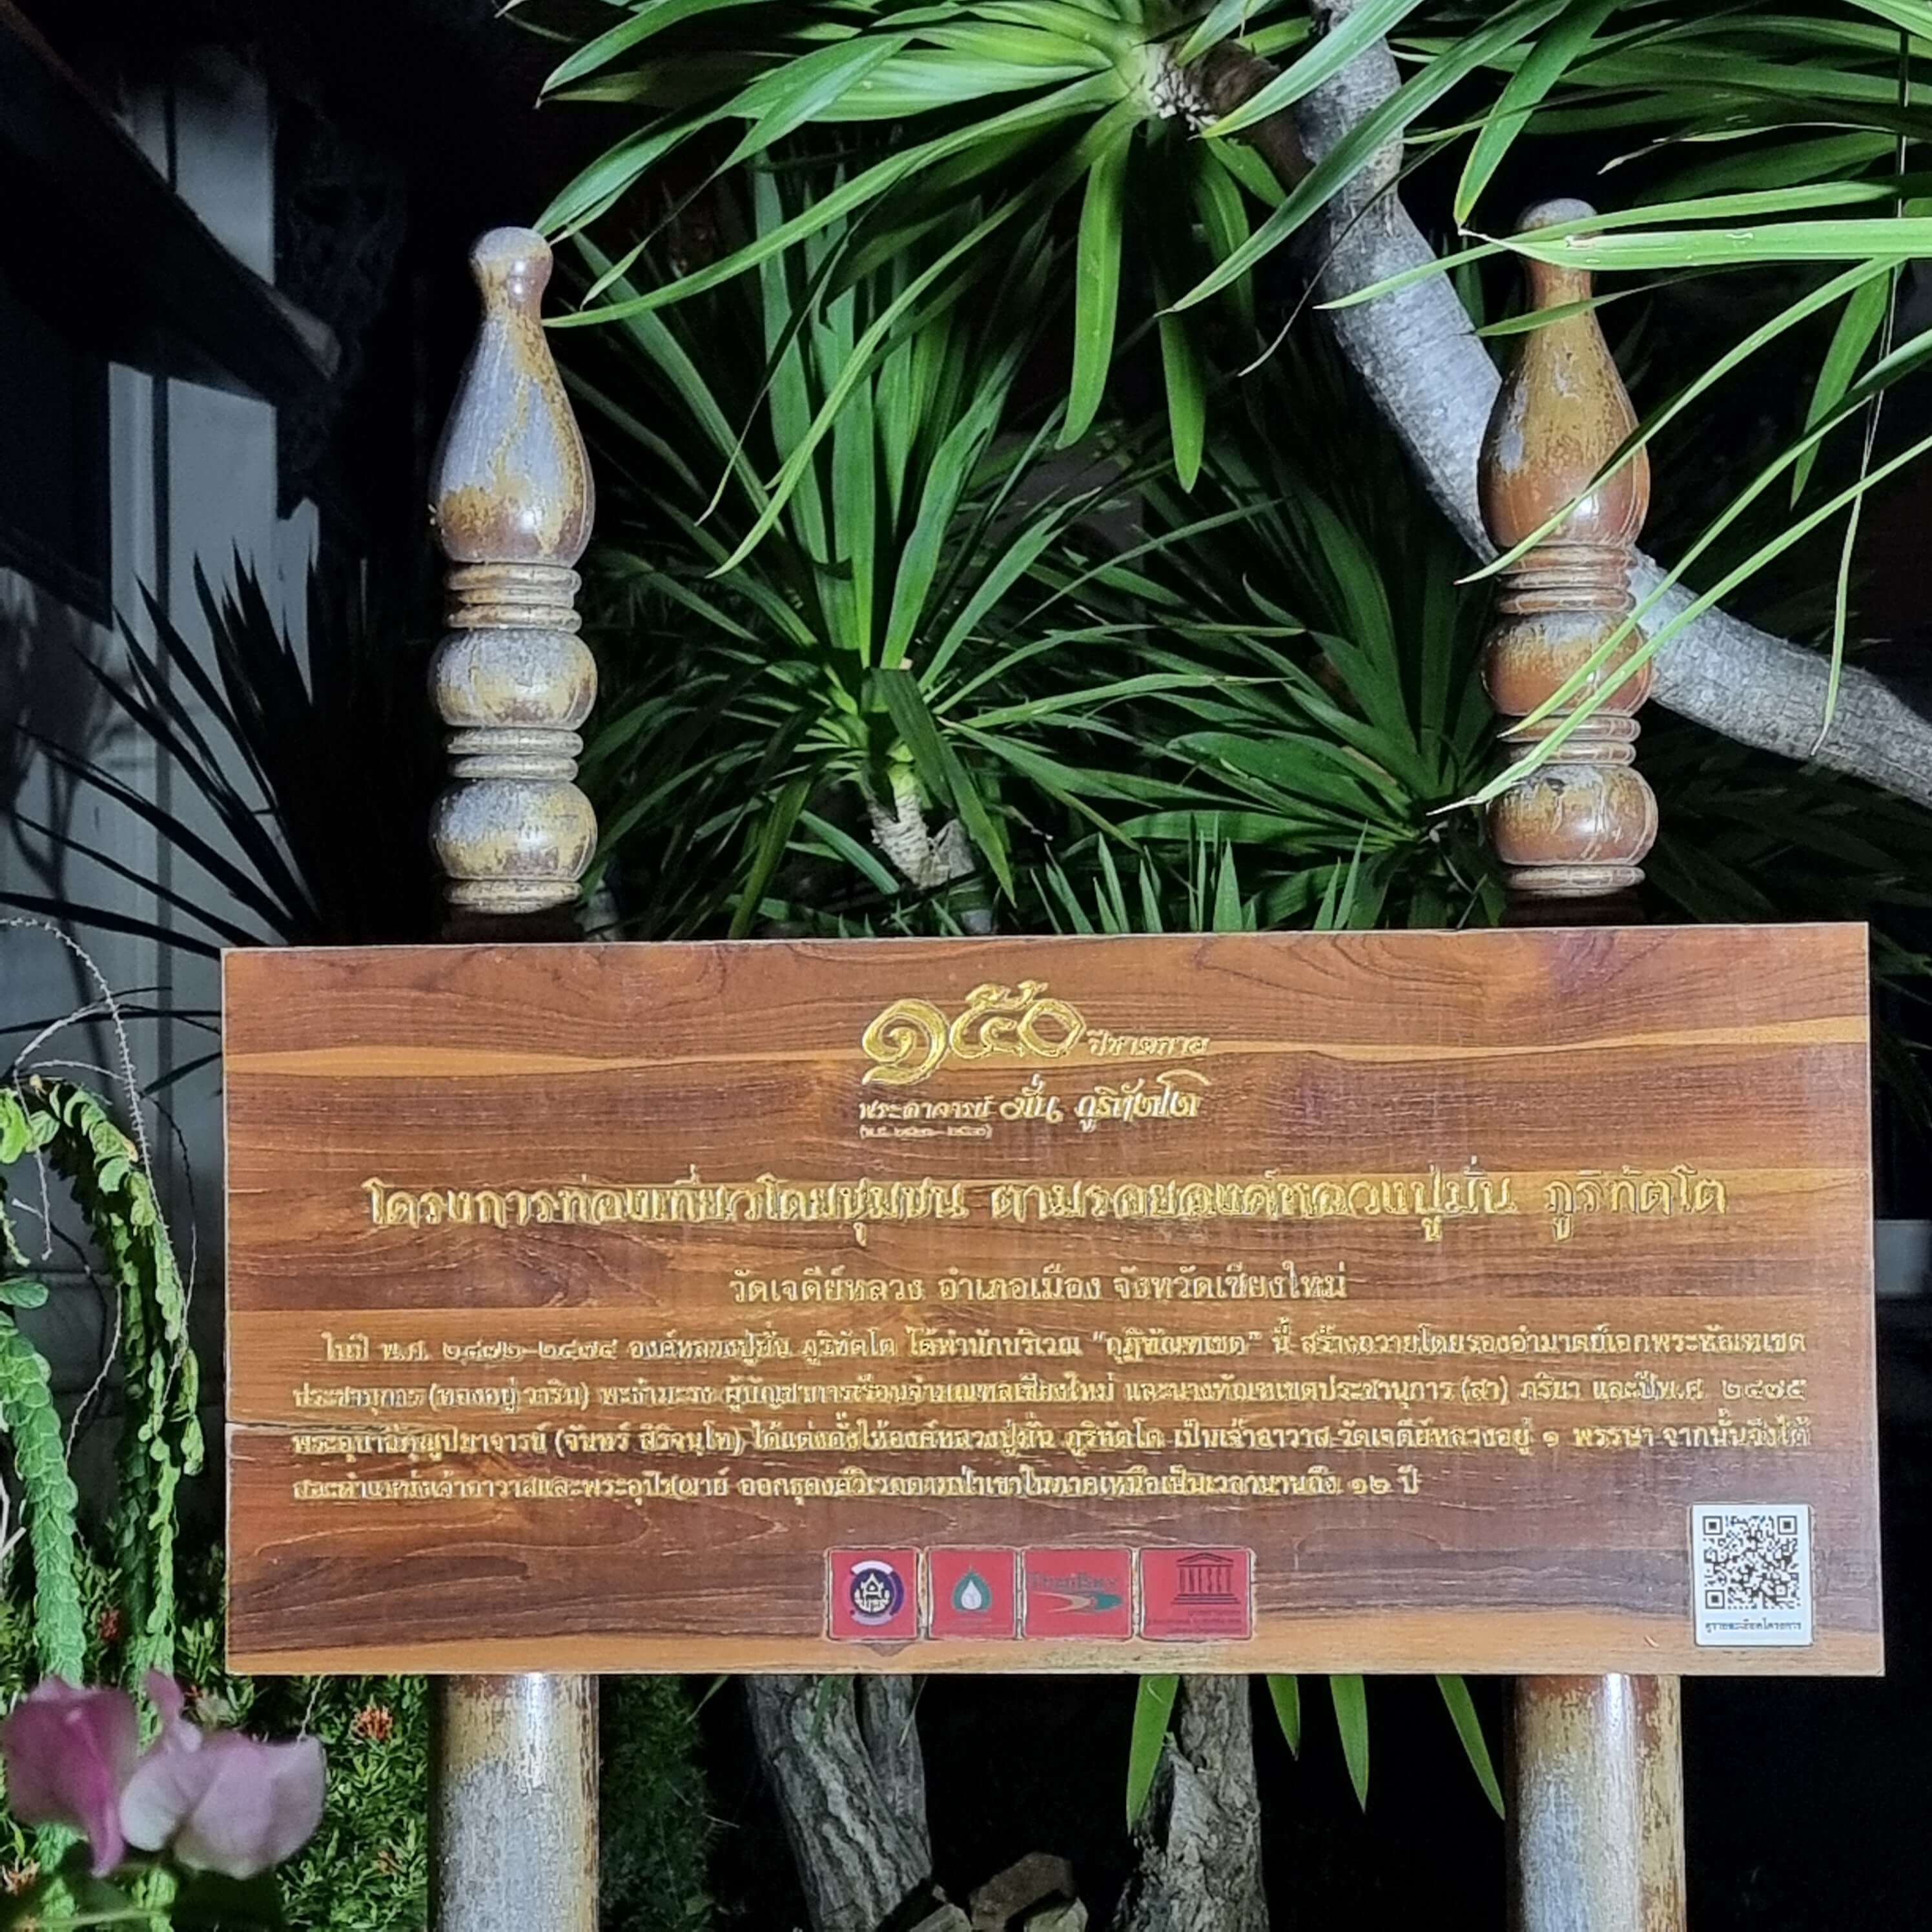 ๑๕๐ ปีชาตกาล
พระอาจารย์ มั่น ภูริทัตโต
โครงการท่องเที่ยวโดยชุมชน ตามรอยองค์หลวงปู่มั่น ภูริทัตโต
วัดเจดีย์หลวง อำเภอเมือง จังหวัดเชียงใหม่
ในปี พ.ศ. องค์หลวงปู่มั่น ภูริทัตโต ได้พำนักบริเวณ "กุฏิทัณฑเขต" นี้ สร้างถวายโดยรองอำมาตย์เอกพระทัณฑเขต
ประชานุการ (ทองอยู่ วาริน) ผู้บัญชาการเรือนจำมณฑลเชียงใหม่ และนางทัณฑเขตประชานุการ (สา) ภริยา และปีพ.ศ ๒๔๗๕
พระอุบาลีคุณูปมาจารย์ (จันทร์ สิริจนฺโท) ได้แต่งตั้งให้องค์หลวงปู่มั่น ภูริทัตโต เป็นเจ้าอาวาส วัดเจดีย์หลวงอยู่ ๑ พรรษา จากนั้นจึงได้
สละตำแหน่งเจ้าอาวาสและพระอุปัชฌาย์ ออกธุดงค์วิเวกตามป่าเขาในภาคเหนือเป็นเวลานานถึง ๑๒ ปี
ดูรายละเอียดโครงการ